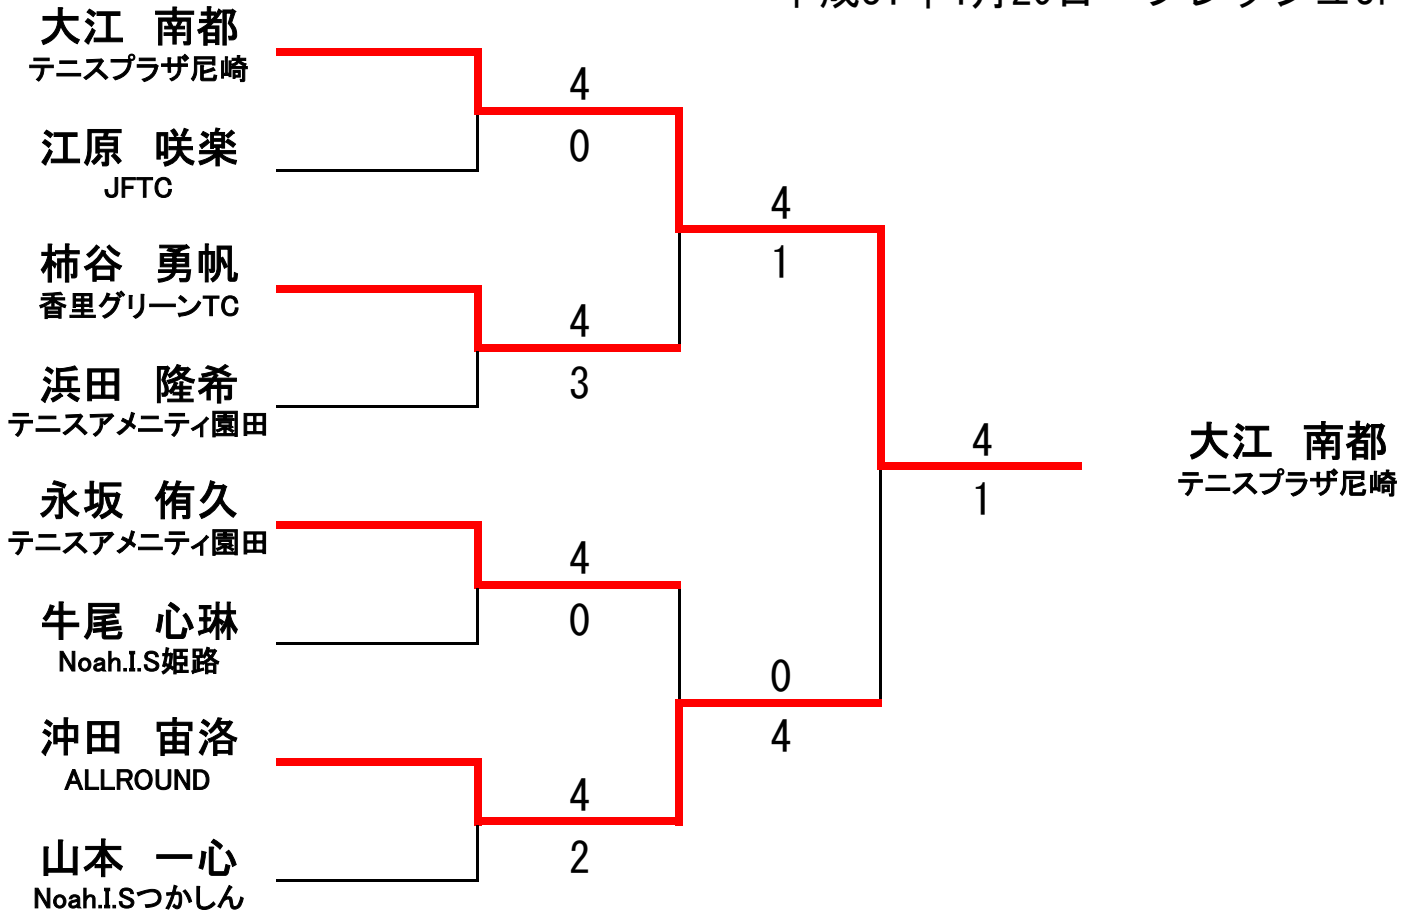 大江 南都
テニスプラザ尼崎
4
0
江原 咲楽
JFTC
4
1
柿谷 勇帆
香里グリーンTC
4
3
浜田 隆希
テニスアメニティ園田
4
1
大江 南都
テニスプラザ尼崎
永坂 侑久
テニスアメニティ園田
4
0
牛尾 心琳
Noah.I.S姫路
0
4
沖田 宙洛
ALLROUND
4
2
山本 一心
Noah.I.Sつかしん